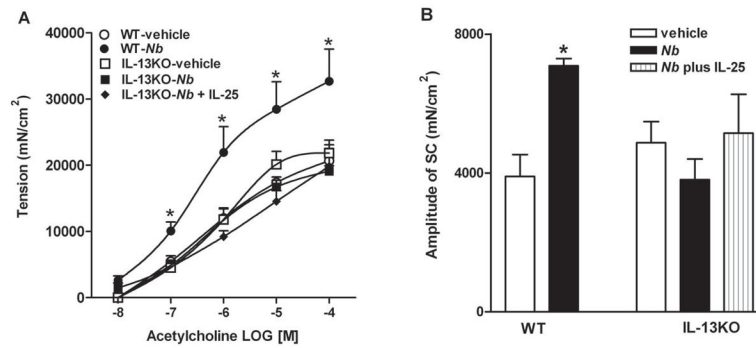 A
40000
30000
20000
10000
0
Tension (mN/cm²)
WT-vehicle
WT-Nb
IL-13KO-vehicle
IL-13KO-Nb
IL-13KO-Nb + IL-25
*
*
*
*
-8 -7 -6 -5 -4
Acetylcholine LOG [M]
B
8000
4000
0
Amplitude of SC (mN/cm²)
vehicle
Nb
Nb plus IL-25
*
WT IL-13KO